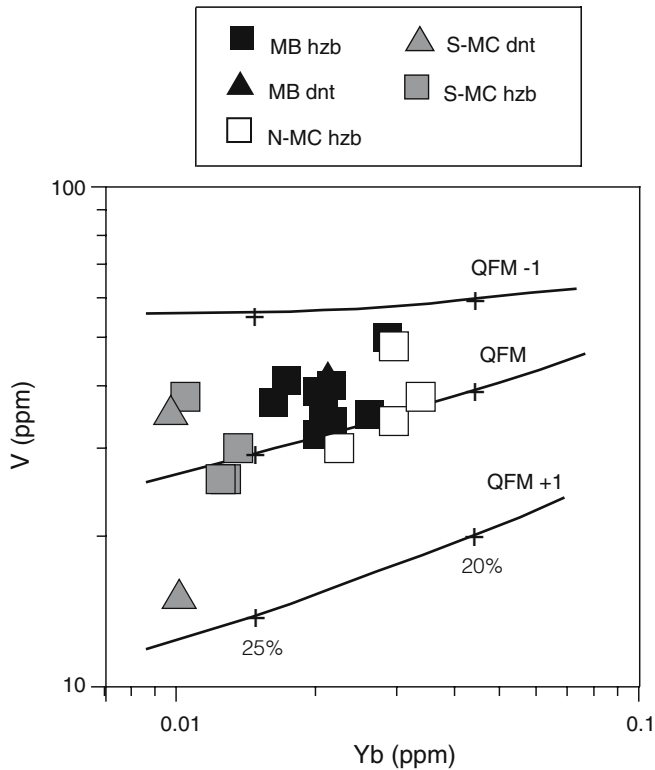 MB hzb
S-MC dnt
MB dnt
S-MC hzb
N-MC hzb
100
QFM -1
QFM
V (ppm)
QFM +1
20%
25%
10
0.01
0.1
Yb (ppm)